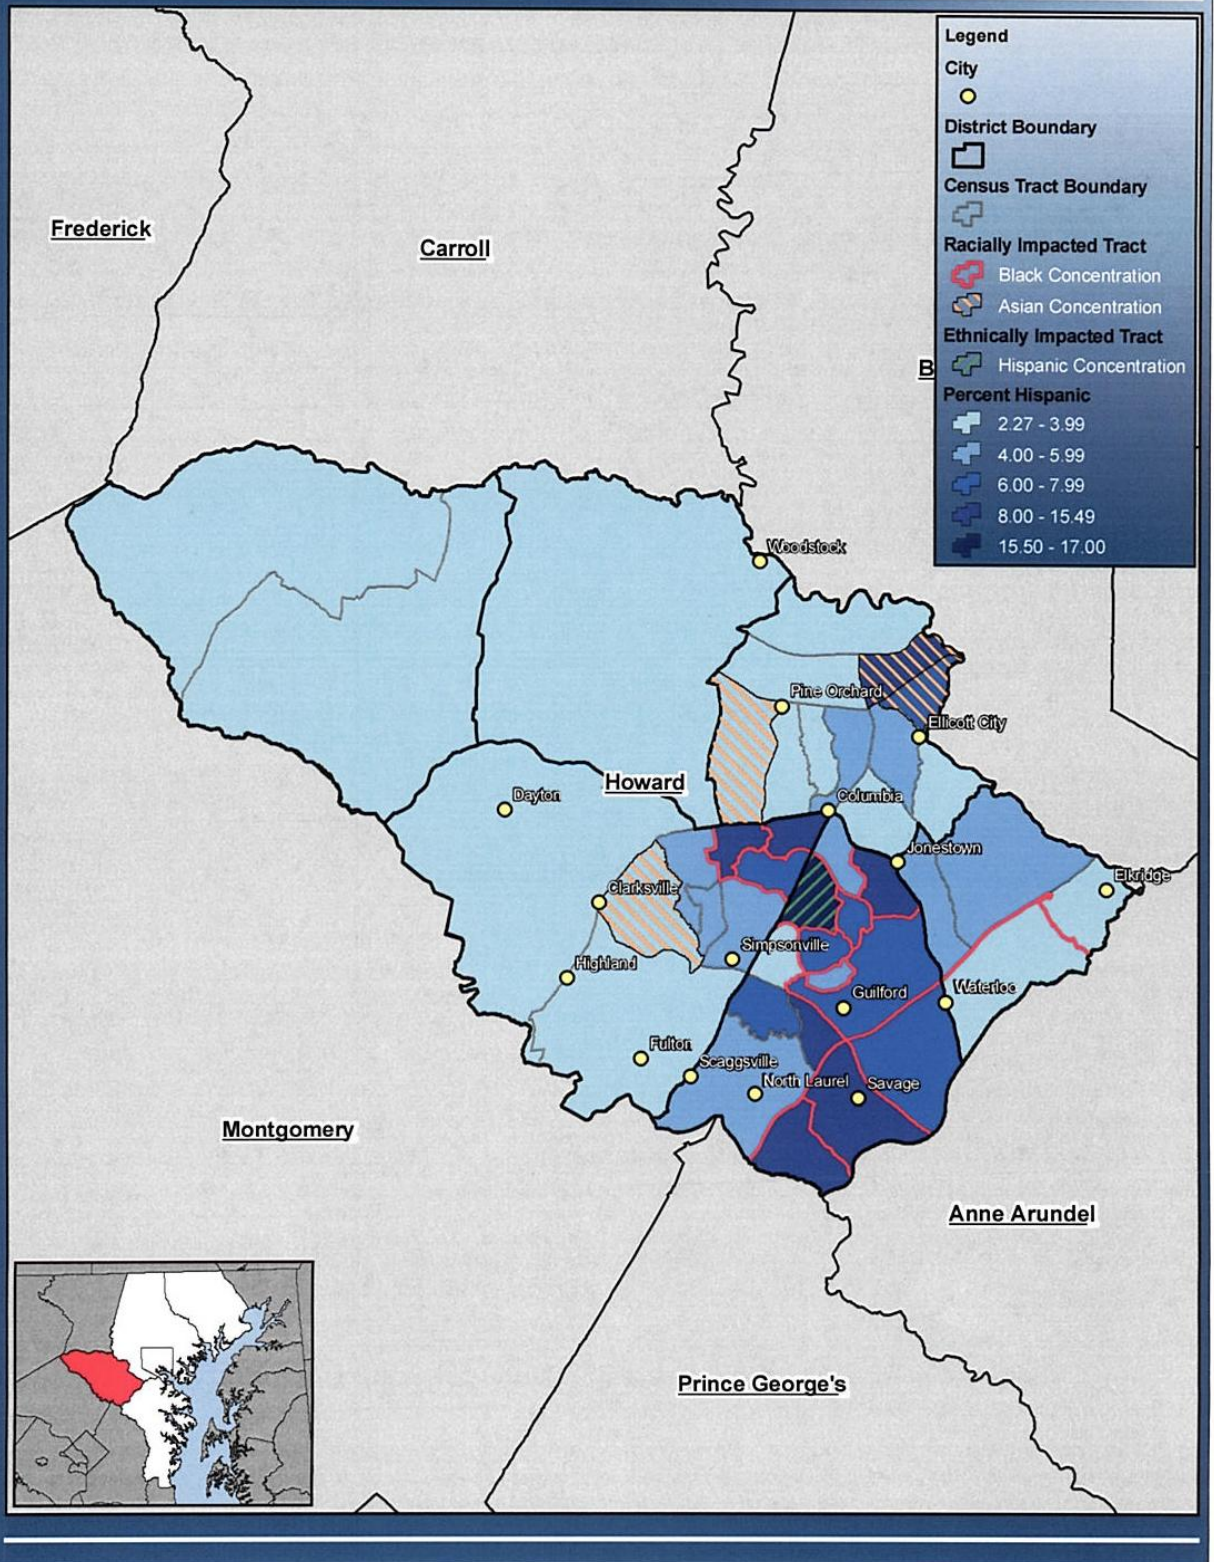 Legend
City
District Boundary
Census Tract Boundary
Racially Impacted Tract
Black Concentration
Asian Concentration
Ethnically Impacted Tract
Hispanic Concentration
Percent Hispanic
2.27 - 3.99
4.00 - 5.99
6.00 - 7.99
8.00 - 15.49
15.50 - 17.00
Frederick
Carroll
B
Woodstock
Pine Orchard
Ellicott City
Howard
Dayton
Columbia
Jonestown
Elkridge
Clarksville
Simpsonville
Highland
Guilford
Waterloo
Fulton
Scaggsville
North Laurel
Savage
Montgomery
Anne Arundel
Prince George's